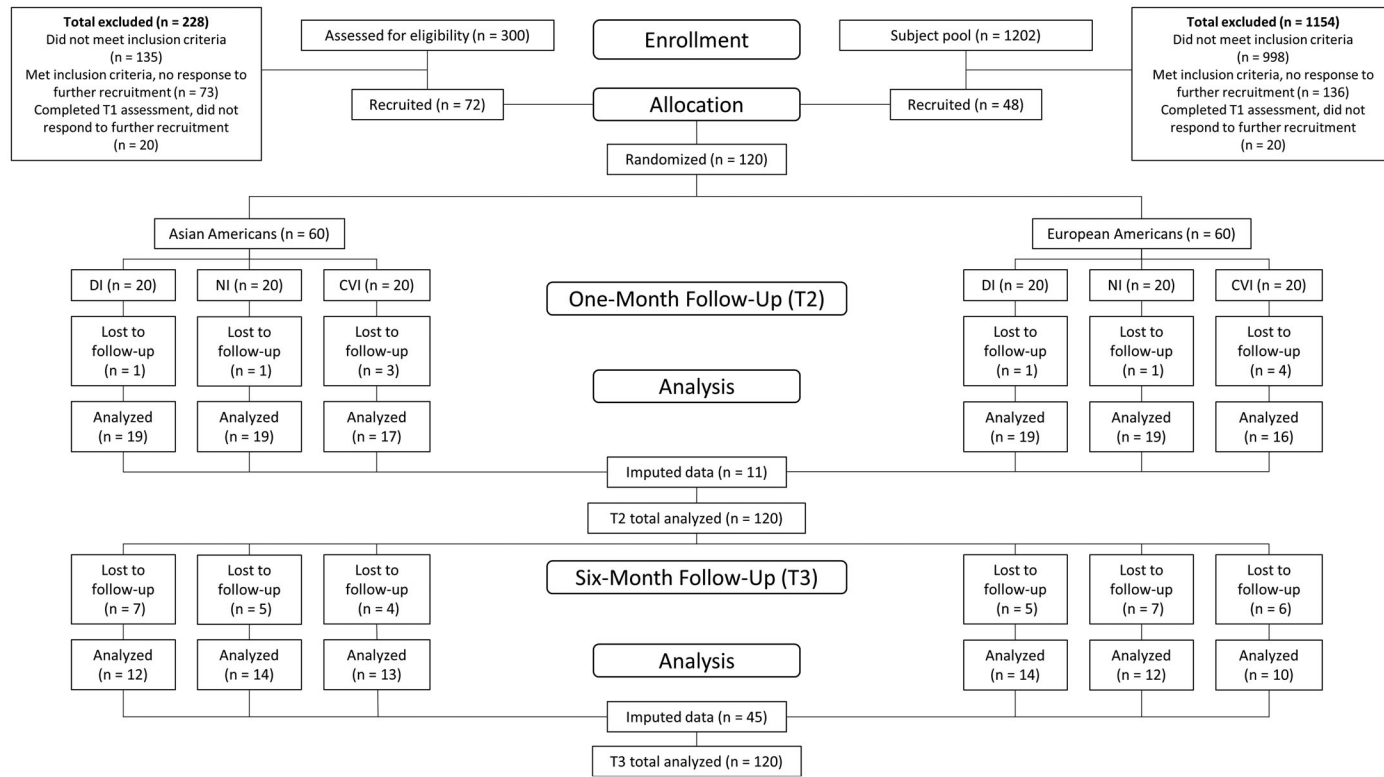 Total excluded (n = 228)
Did not meet inclusion criteria
(n = 135)
Met inclusion criteria, no response to
further recruitment (n = 73)
Completed T1 assessment, did not
respond to further recruitment
(n = 20)
Assessed for eligibility (n = 300)
Enrollment
Subject pool (n = 1202)
Total excluded (n = 1154)
Did not meet inclusion criteria
(n = 998)
Met inclusion criteria, no response to
further recruitment (n = 136)
Completed T1 assessment, did not
respond to further recruitment
(n = 20)
Recruited (n = 72)
Allocation
Recruited (n = 48)
Randomized (n = 120)
Asian Americans (n = 60)
European Americans (n = 60)
DI (n = 20)
NI (n = 20)
CVI (n = 20)
One-Month Follow-Up (T2)
DI (n = 20)
NI (n = 20)
CVI (n = 20)
Lost to
follow-up
(n = 1)
Lost to
follow-up
(n = 1)
Lost to
follow-up
(n = 3)
Lost to
follow-up
(n = 1)
Lost to
follow-up
(n = 1)
Lost to
follow-up
(n = 4)
Analysis
Analyzed
(n = 19)
Analyzed
(n = 19)
Analyzed
(n = 17)
Analyzed
(n = 19)
Analyzed
(n = 19)
Analyzed
(n = 16)
Imputed data (n = 11)
T2 total analyzed (n = 120)
Lost to
follow-up
(n = 7)
Lost to
follow-up
(n = 5)
Lost to
follow-up
(n = 4)
Six-Month Follow-Up (T3)
Lost to
follow-up
(n = 5)
Lost to
follow-up
(n = 7)
Lost to
follow-up
(n = 6)
Analyzed
(n = 12)
Analyzed
(n = 14)
Analyzed
(n = 13)
Analysis
Analyzed
(n = 14)
Analyzed
(n = 12)
Analyzed
(n = 10)
Imputed data (n = 45)
T3 total analyzed (n = 120)